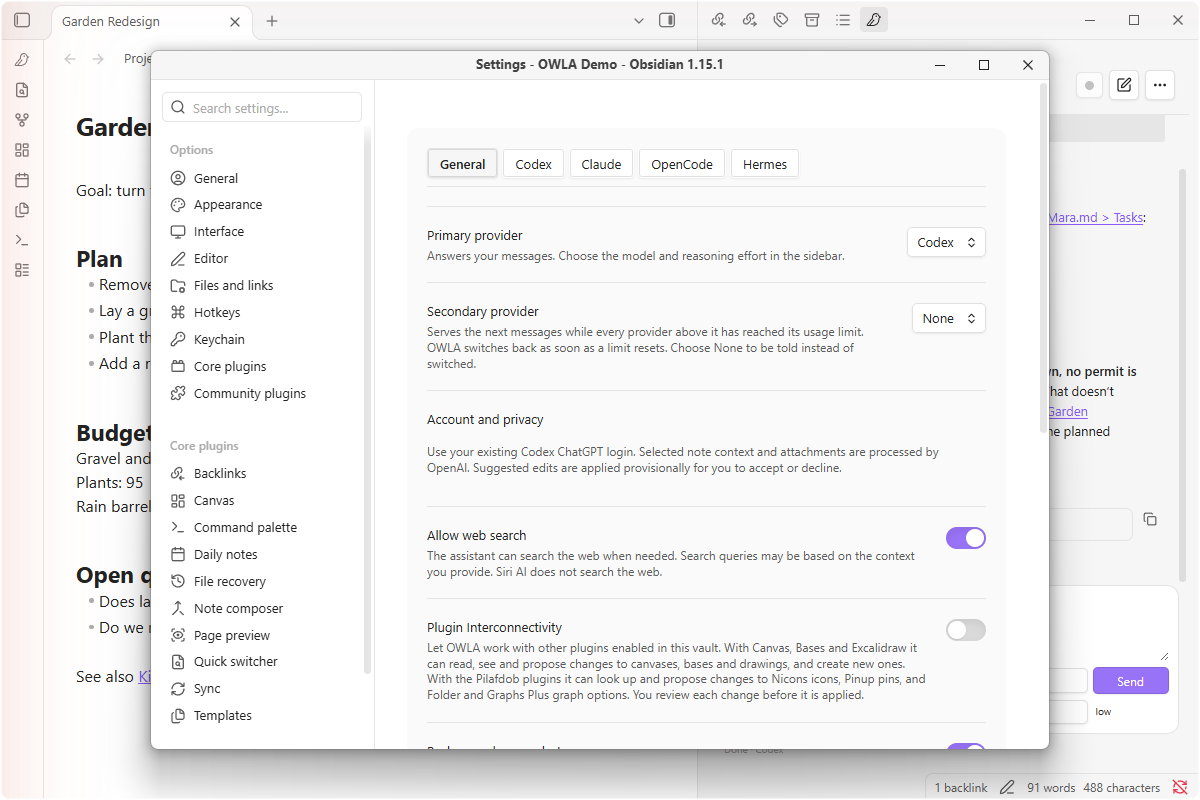 Garden Redesign
Settings - OWLA Demo - Obsidian 1.15.1
Search settings...
Options
General
Appearance
Interface
Editor
Files and links
Hotkeys
Keychain
Core plugins
Community plugins
Core plugins
Backlinks
Canvas
Command palette
Daily notes
File recovery
Note composer
Page preview
Quick switcher
Sync
Templates
General
Codex
Claude
OpenCode
Hermes
Primary provider
Answers your messages. Choose the model and reasoning effort in the sidebar.
Codex
Secondary provider
Serves the next messages while every provider above it has reached its usage limit.
OWLA switches back as soon as a limit resets. Choose None to be told instead of
switched.
None
Account and privacy
Use your existing Codex ChatGPT login. Selected note context and attachments are processed by
OpenAI. Suggested edits are applied provisionally for you to accept or decline.
Allow web search
The assistant can search the web when needed. Search queries may be based on the context
you provide. Siri AI does not search the web.
Plugin Interconnectivity
Let OWLA work with other plugins enabled in this vault. With Canvas, Bases and Excalidraw it
can read, see and propose changes to canvases, bases and drawings, and create new ones.
With the Pilafdob plugins it can look up and propose changes to Nicons icons, Pinup pins, and
Folder and Graphs Plus graph options. You review each change before it is applied.
Garden
Goal: turn
Plan
Remove
Lay a
Plant
Add a
Budget
Gravel and
Plants: 95
Rain barrel
Open
Does
Do we
See also
Mara.md > Tasks:
no permit is
that doesn't
Garden
planned
Send
low
Done Codex
1 backlink
91 words
488 characters